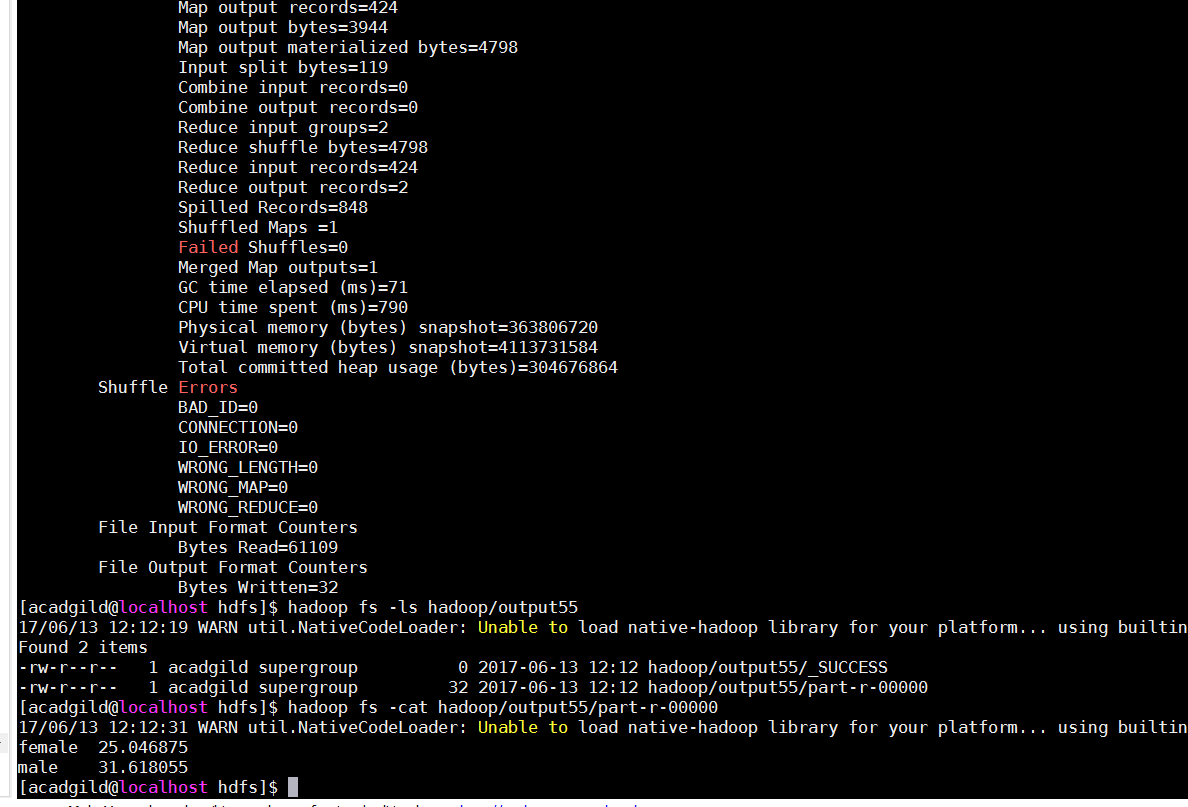 Map output records=424
Map output bytes=3944
Map output materialized bytes=4798
Input split bytes=119
Combine input records=0
Combine output records=0
Reduce input groups=2
Reduce shuffle bytes=4798
Reduce input records=424
Reduce output records=2
Spilled Records=848
Shuffled Maps =1
Failed Shuffles=0
Merged Map outputs=1
GC time elapsed (ms)=71
CPU time spent (ms)=790
Physical memory (bytes) snapshot=363806720
Virtual memory (bytes) snapshot=4113731584
Total committed heap usage (bytes)=304676864
Shuffle Errors
BAD_ID=0
CONNECTION=0
IO_ERROR=0
WRONG_LENGTH=0
WRONG_MAP=0
WRONG_REDUCE=0
File Input Format Counters
Bytes Read=61109
File Output Format Counters
Bytes Written=32
[acadgild@localhost hdfs]$ hadoop fs -ls hadoop/output55
17/06/13 12:12:19 WARN util.NativeCodeLoader: Unable to load native-hadoop library for your platform... using builtin
Found 2 items
-rw-r--r-- 1 acadgild supergroup 0 2017-06-13 12:12 hadoop/output55/_SUCCESS
-rw-r--r-- 1 acadgild supergroup 32 2017-06-13 12:12 hadoop/output55/part-r-00000
[acadgild@localhost hdfs]$ hadoop fs -cat hadoop/output55/part-r-00000
17/06/13 12:12:31 WARN util.NativeCodeLoader: Unable to load native-hadoop library for your platform... using builtin
female 25.046875
male 31.618055
[acadgild@localhost hdfs]$